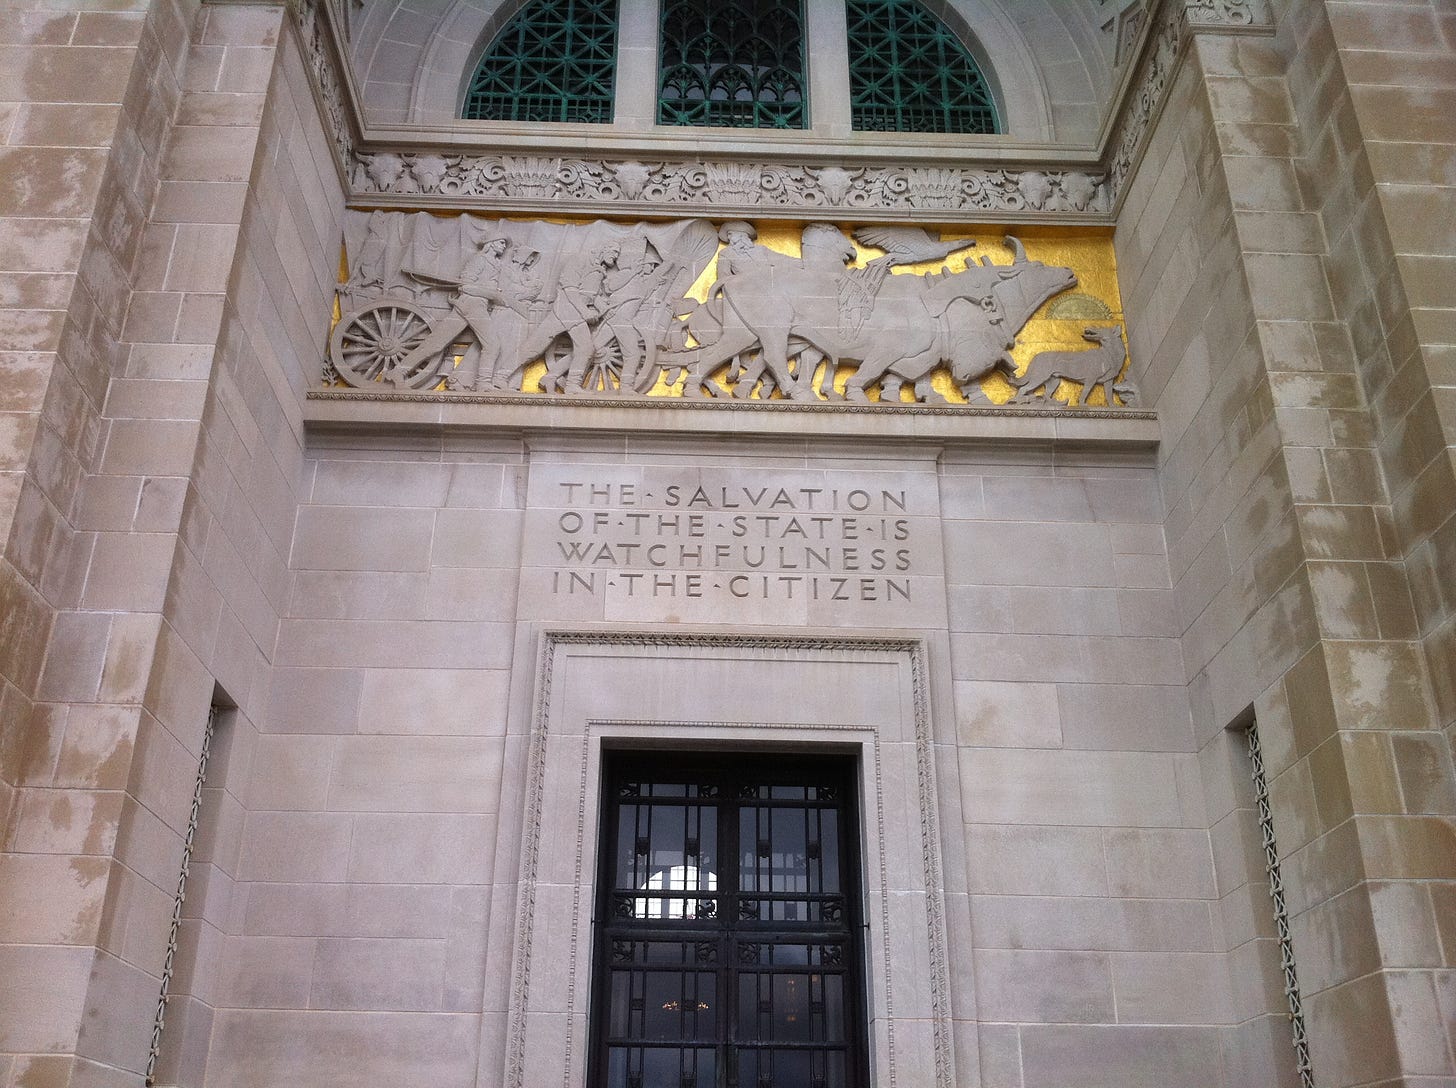 THE · SALVATION
OF · THE · STATE · IS
WATCHFULNESS
IN · THE · CITIZEN